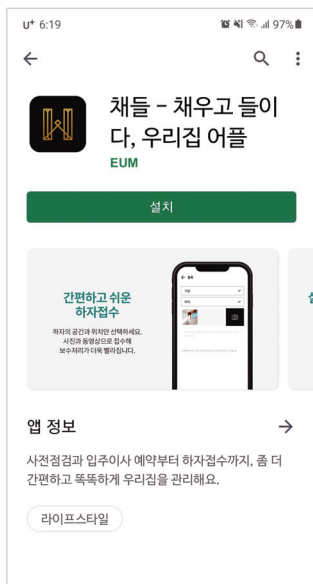 U⁺ 6:19 97%
채들 - 채우고 들이
다, 우리집 어플
EUM
설치
간편하고 쉬운
하자접수
하자의 공간과 위치만 선택하세요.
사진과 동영상으로 접수해
보수처리가 더욱 빨라집니다.
앱 정보
사전점검과 입주이사 예약부터 하자접수까지, 좀 더
간편하고 똑똑하게 우리집을 관리해요.
라이프스타일